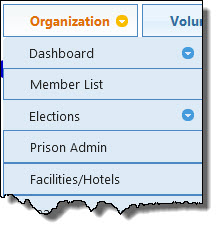 Organization Volu
Dashboard
Member List
Elections
Prison Admin
Facilities/Hotels